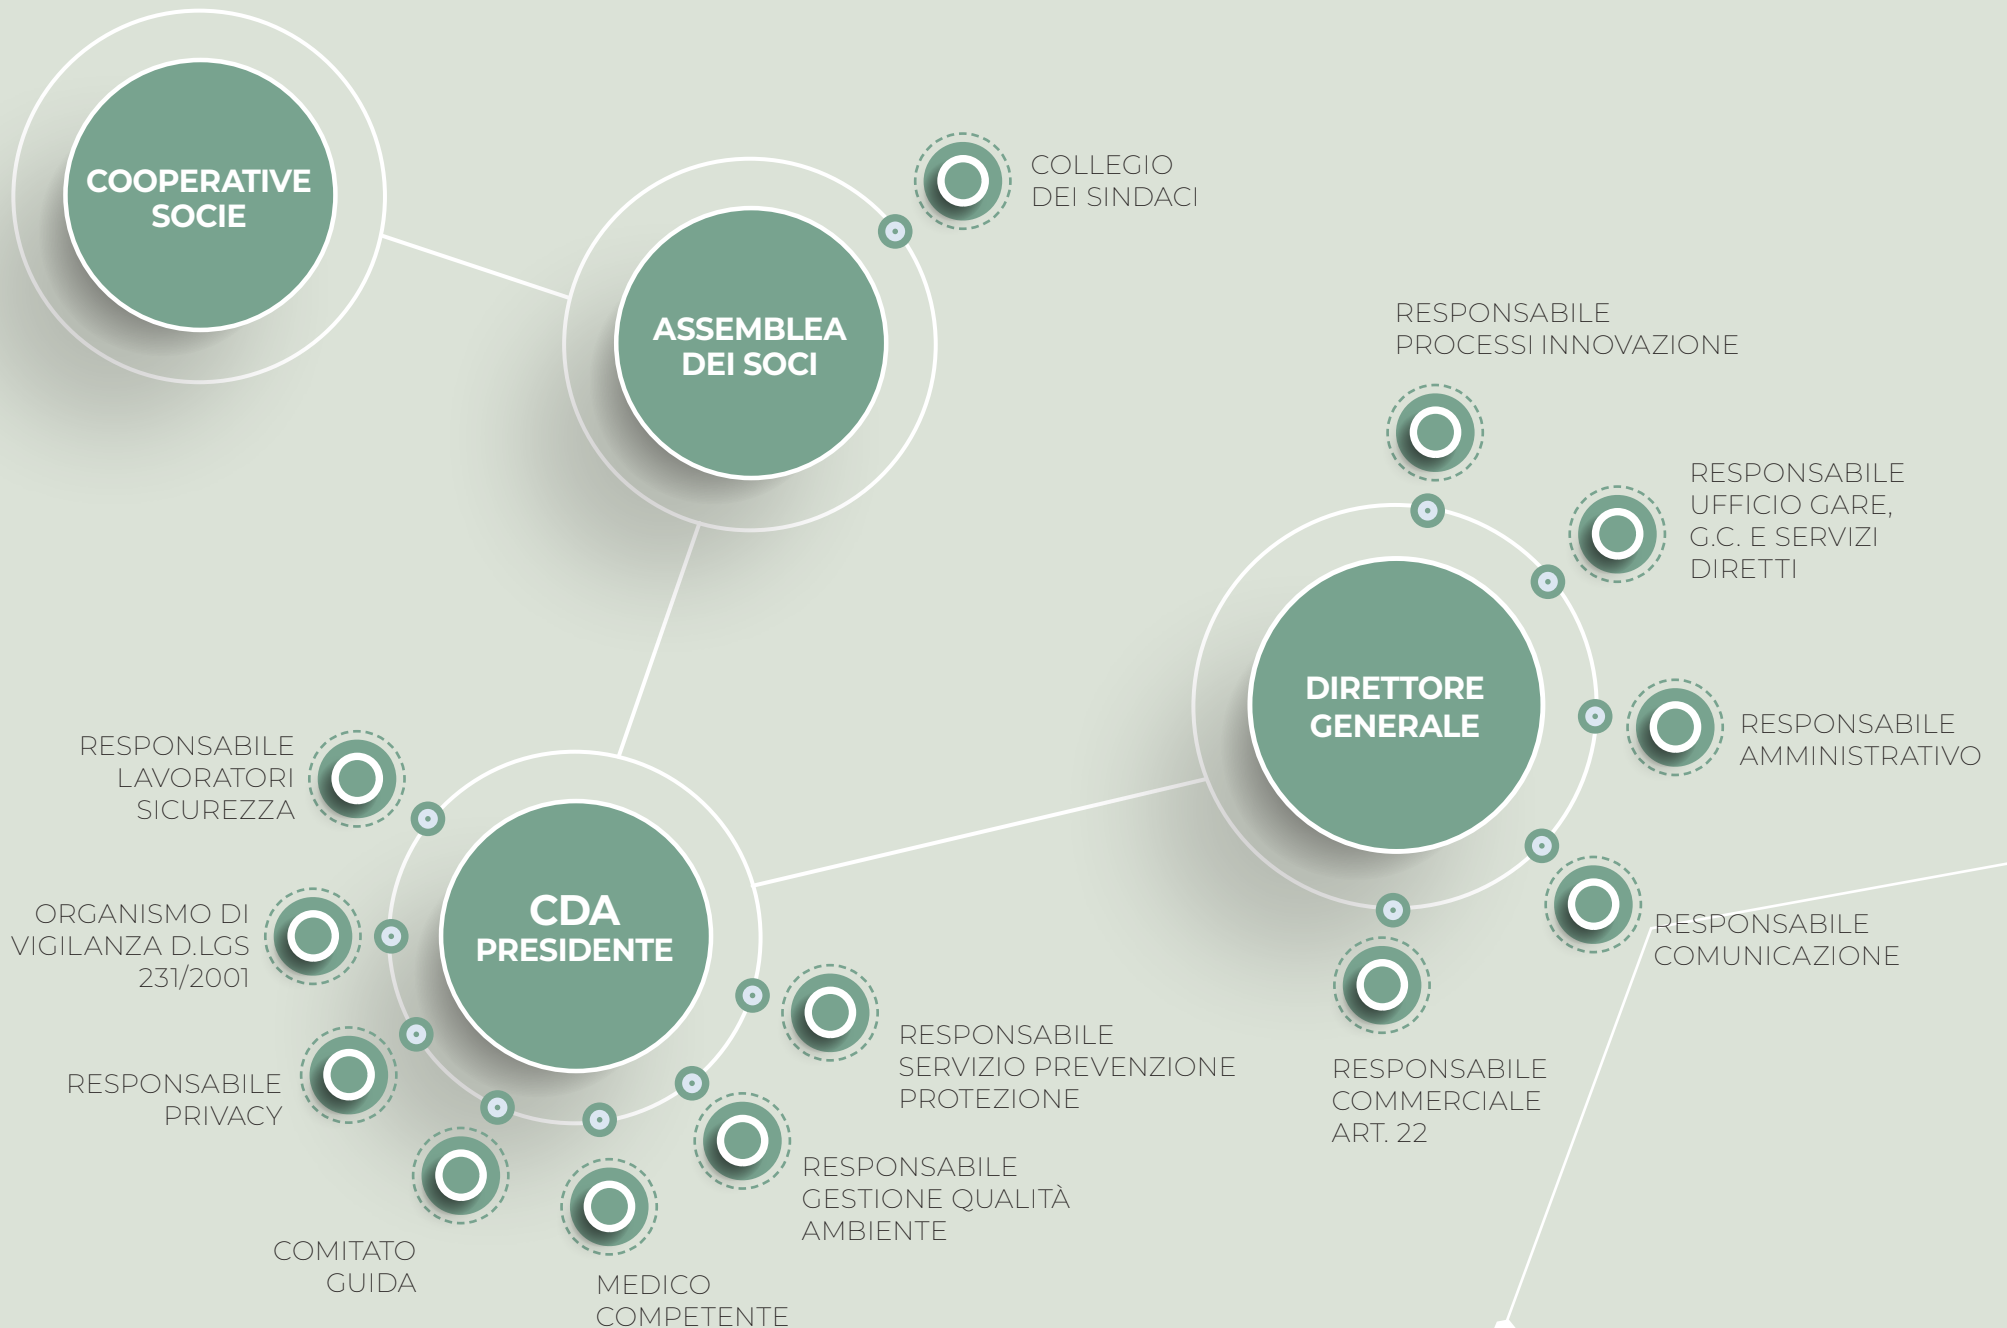 COOPERATIVE
SOCIE
ASSEMBLEA
DEI SOCI
COLLEGIO
DEI SINDACI
RESPONSABILE
PROCESSI INNOVAZIONE
RESPONSABILE
UFFICIO GARE,
G.C. E SERVIZI
DIRETTI
DIRETTORE
GENERALE
RESPONSABILE
AMMINISTRATIVO
RESPONSABILE
COMUNICAZIONE
RESPONSABILE
COMMERCIALE
ART. 22
CDA
PRESIDENTE
RESPONSABILE
LAVORATORI
SICUREZZA
ORGANISMO DI
VIGILANZA D.LGS
231/2001
RESPONSABILE
PRIVACY
COMITATO
GUIDA
MEDICO
COMPETENTE
RESPONSABILE
GESTIONE QUALITÀ
AMBIENTE
RESPONSABILE
SERVIZIO PREVENZIONE
PROTEZIONE